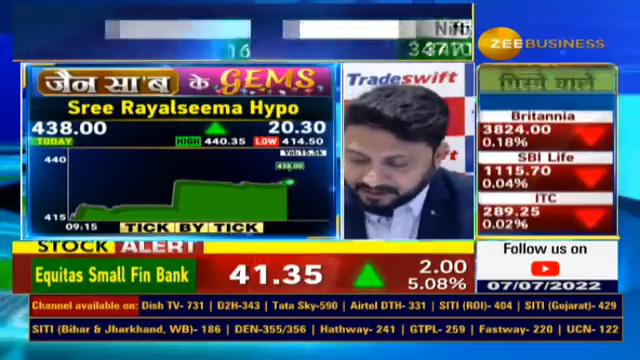 ZEE BUSINESS
16
जैन सा'ब के GEMS
Sree Rayalseema Hypo
438.00 20.30
TODAY HIGH 440.35 LOW 414.50
Vol:15.5K
438.00
440
415
09:15 TICK BY TICK
Tradeswift
पिटने वाले
Britannia
3824.00
0.18%
SBI Life
1115.70
0.04%
ITC
289.25
0.02%
STOCK ALERT
Equitas Small Fin Bank 41.35 2.00
5.08%
Follow us on
07/07/2022
Channel available on: Dish TV- 731 | D2H-343 | Tata Sky-590 | Airtel DTH- 331 | SITI (ROI)- 404 | SITI (Gujarat)- 429
SITI (Bihar & Jharkhand, WB)- 186 | DEN-355/356 | Hathway- 241 | GTPL- 259 | Fastway- 220 | UCN- 122